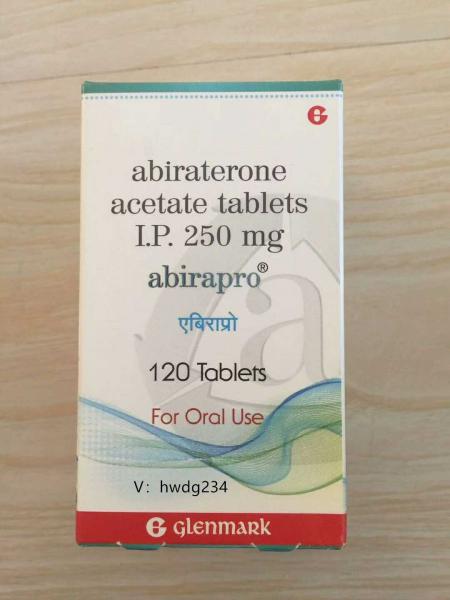 abiraterone
acetate tablets
I.P. 250 mg
abirapro®
एबिराप्रो
120 Tablets
For Oral Use
V： hwdg234
GLENMARK